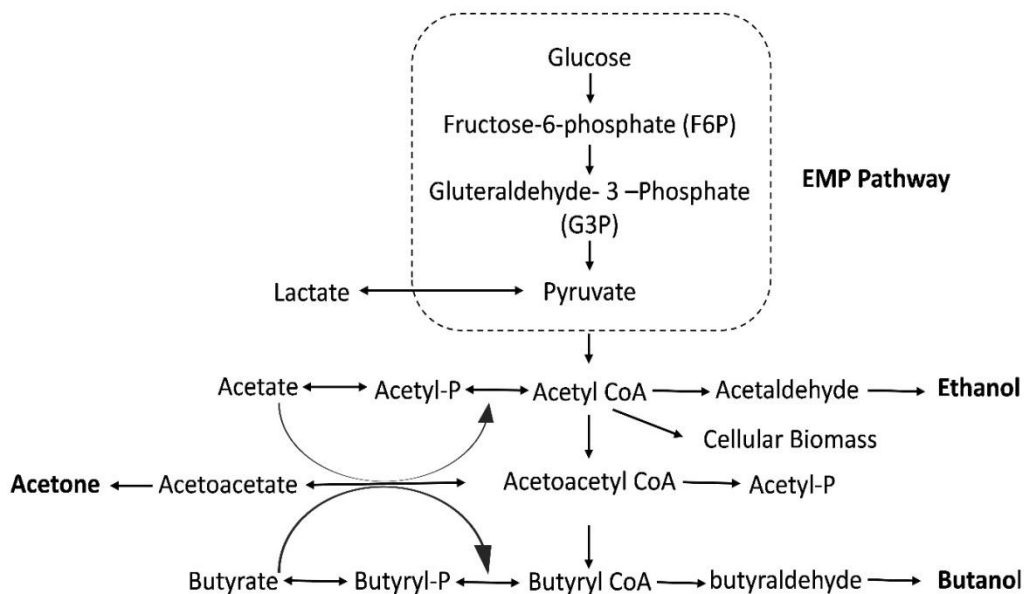 Glucose
Fructose-6-phosphate (F6P)
Gluteraldehyde- 3 –Phosphate
(G3P)
EMP Pathway
Lactate
Pyruvate
Acetate
Acetyl-P
Acetyl CoA
Acetaldehyde
Ethanol
Cellular Biomass
Acetone
Acetoacetate
Acetoacetyl CoA
Acetyl-P
Butyrate
Butyryl-P
Butyryl CoA
butyraldehyde
Butanol